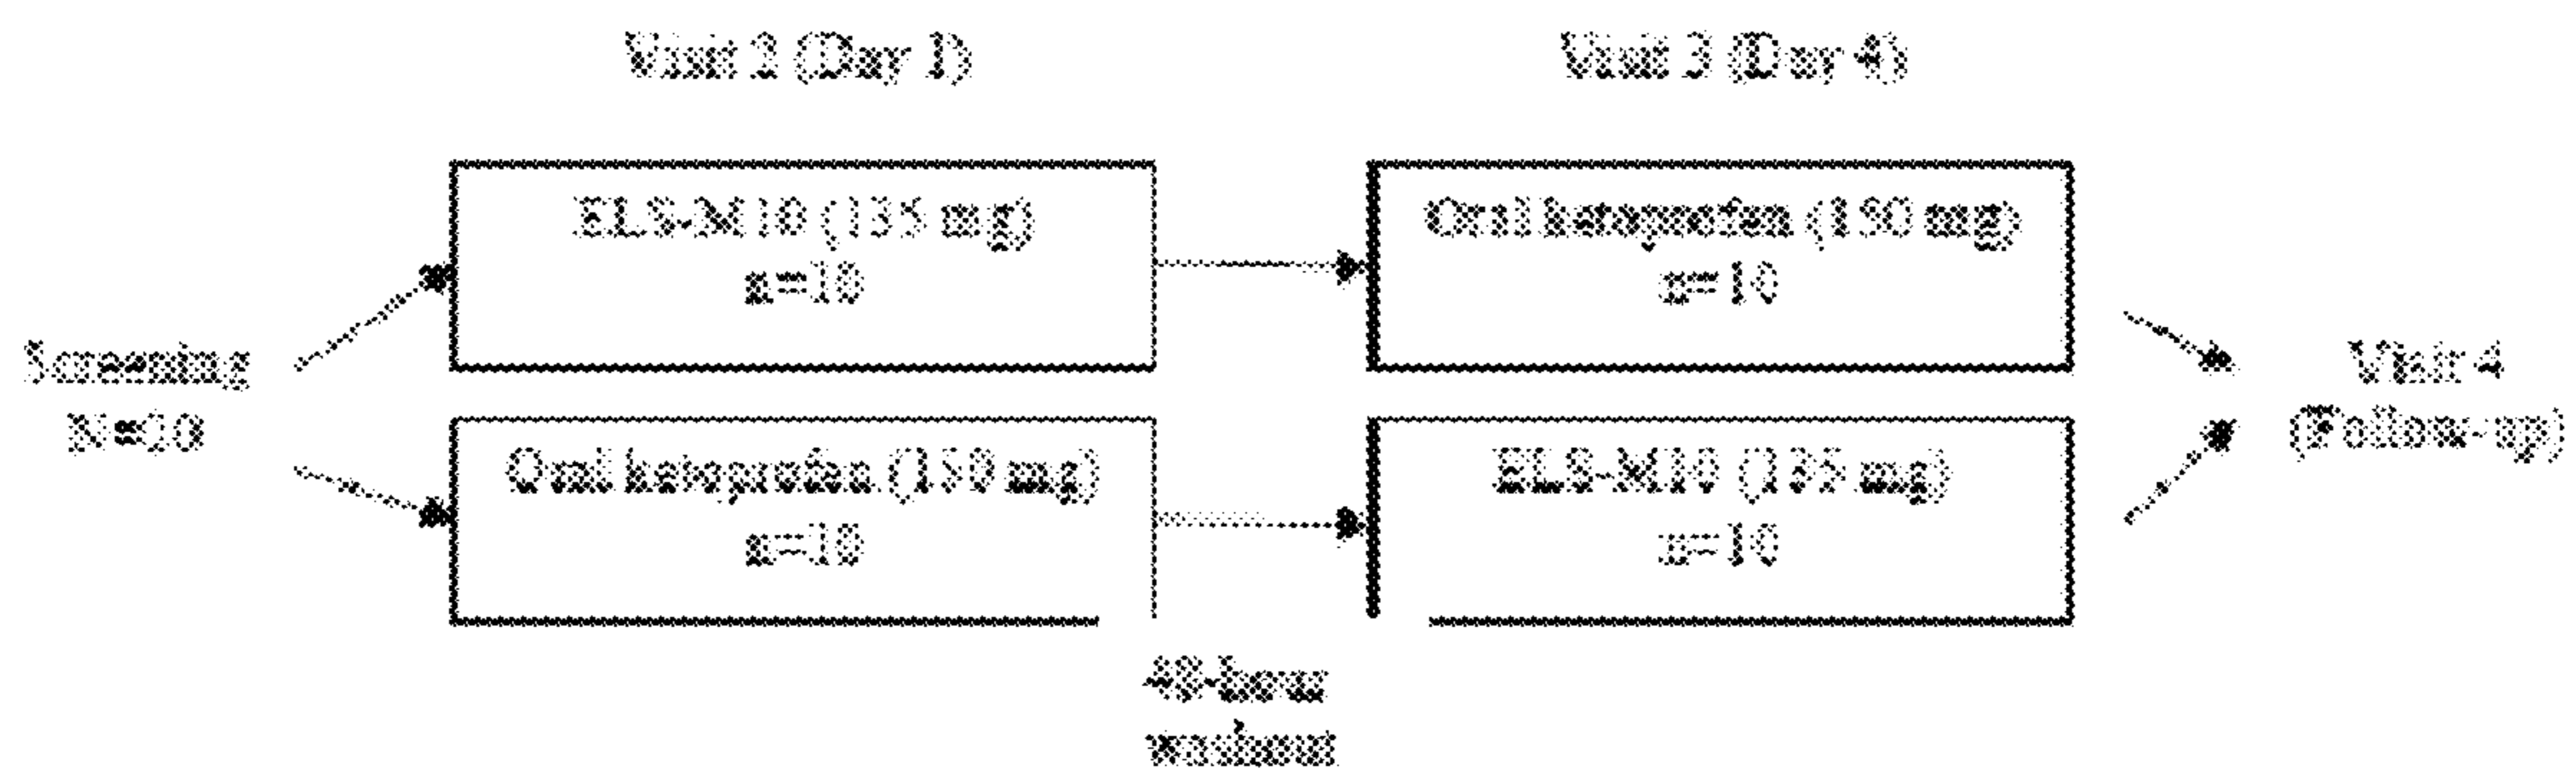 Visit 2 (Day 1)
Visit 3 (Day 4)
ELS-M10 (135 mg)
n=10
Oral ketoprofen (150 mg)
n=10
Screening
N=20
Visit 4
(Follow-up)
Oral ketoprofen (150 mg)
n=10
ELS-M10 (135 mg)
n=10
48-hour
washout